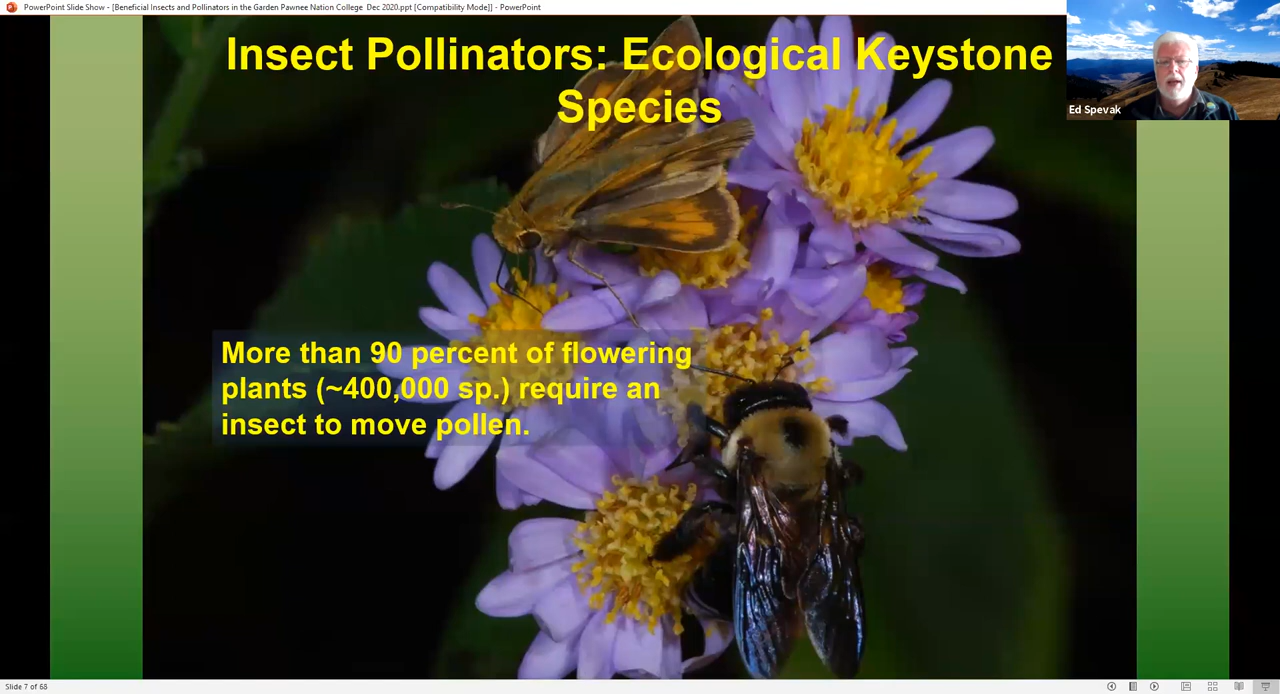 PowerPoint Slide Show - [Beneficial Insects and Pollinators in the Garden Pawnee Nation College  Dec 2020.ppt [Compatibility Mode]] - PowerPoint
Insect Pollinators: Ecological Keystone
Species
Ed Spevak
More than 90 percent of flowering
plants (~400,000 sp.) require an
insect to move pollen.
Slide 7 of 68